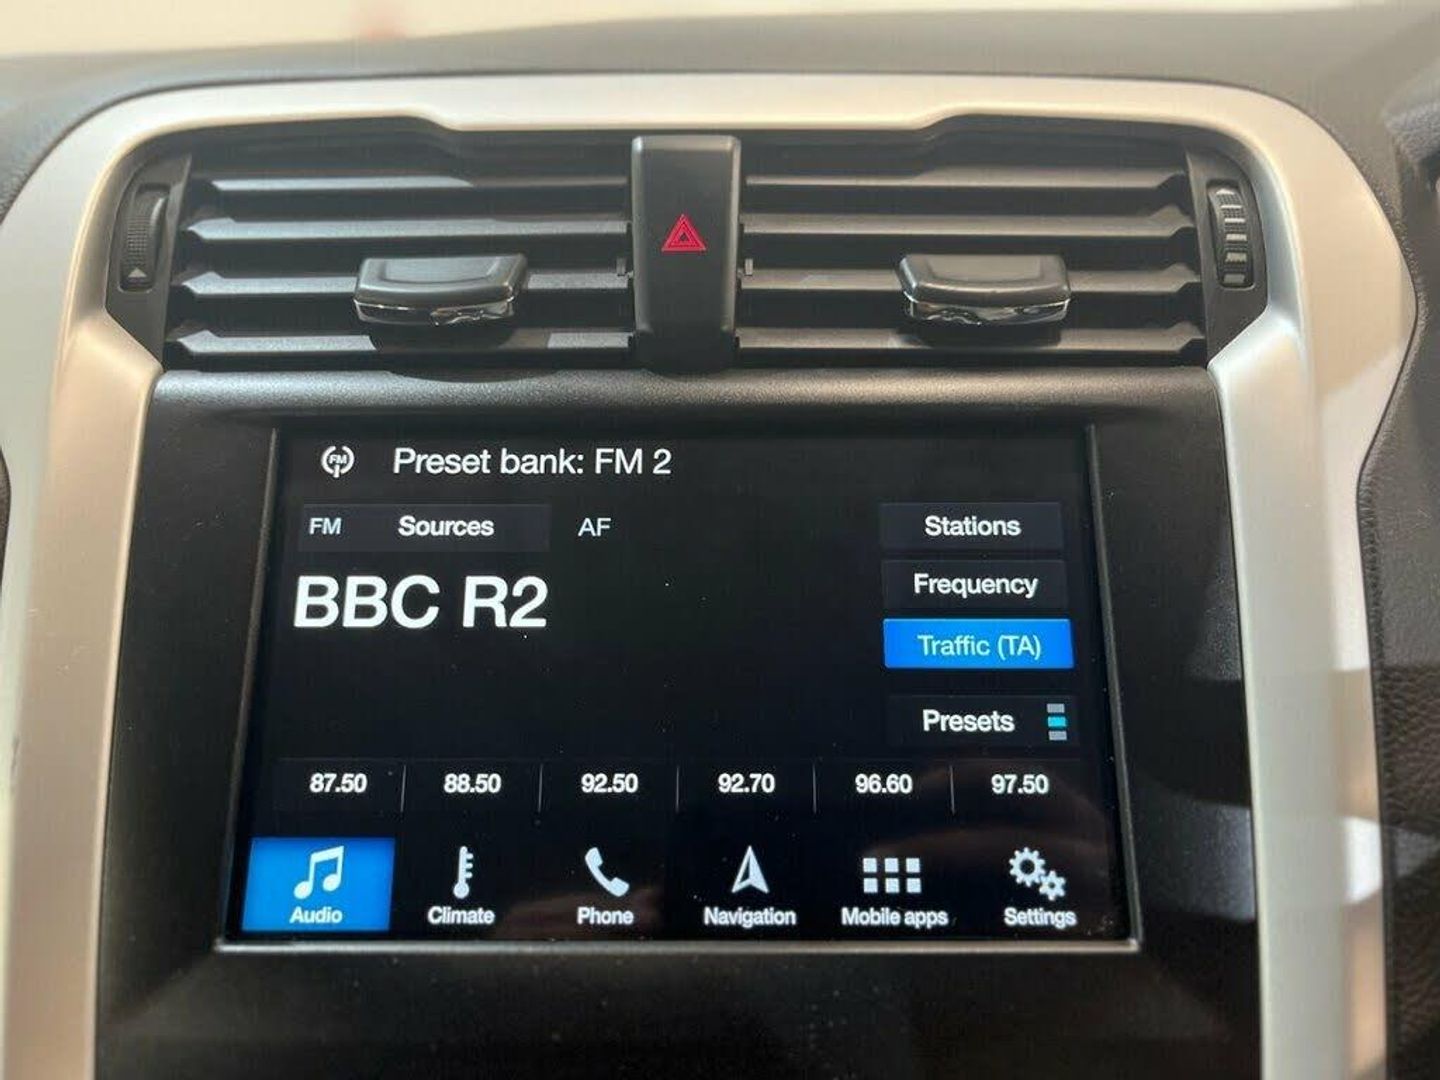 FM Preset bank: FM 2
FM Sources AF
Stations
BBC R2
Frequency
Traffic (TA)
Presets
87.50 88.50 92.50 92.70 96.60 97.50
Audio Climate Phone Navigation Mobile apps Settings